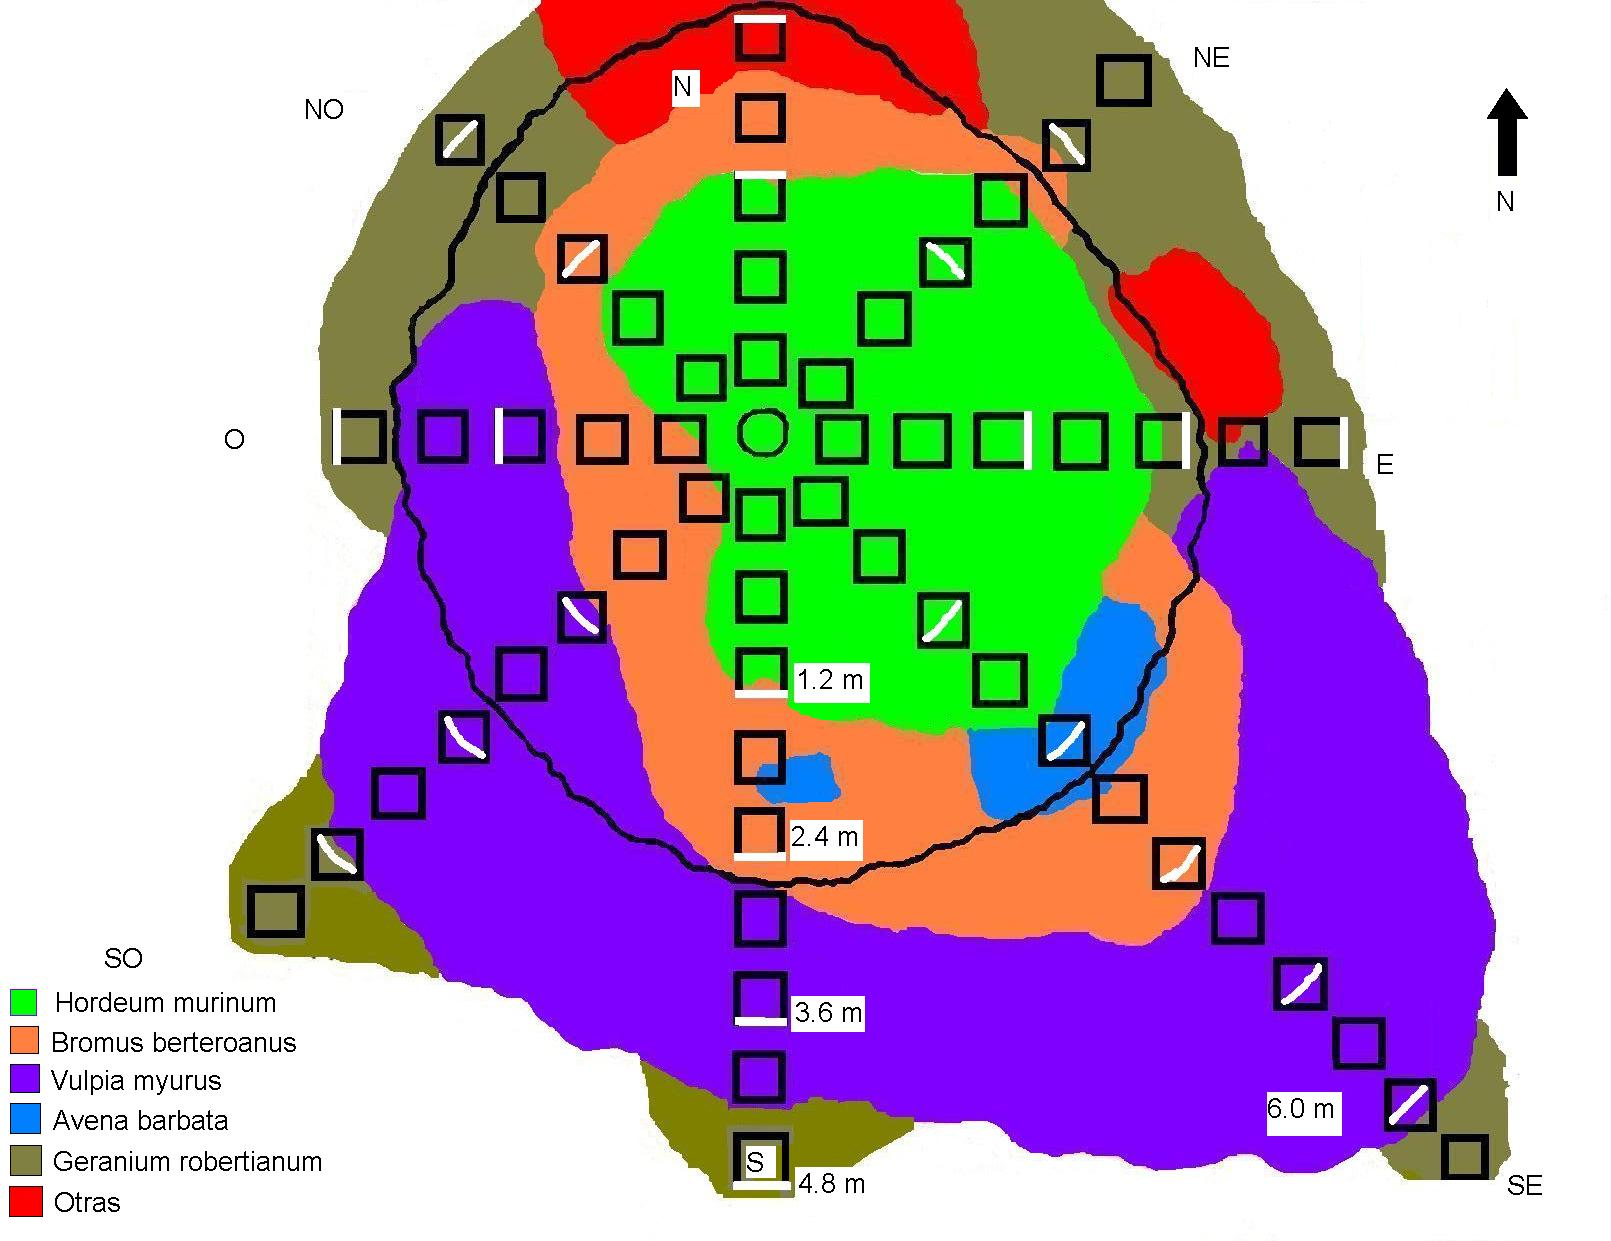 NE
N
NO
N
O
E
1.2 m
2.4 m
SO
Hordeum murinum
3.6 m
Bromus berteroanus
Vulpia myurus
Avena barbata
6.0 m
Geranium robertianum
S
4.8 m
SE
Otras